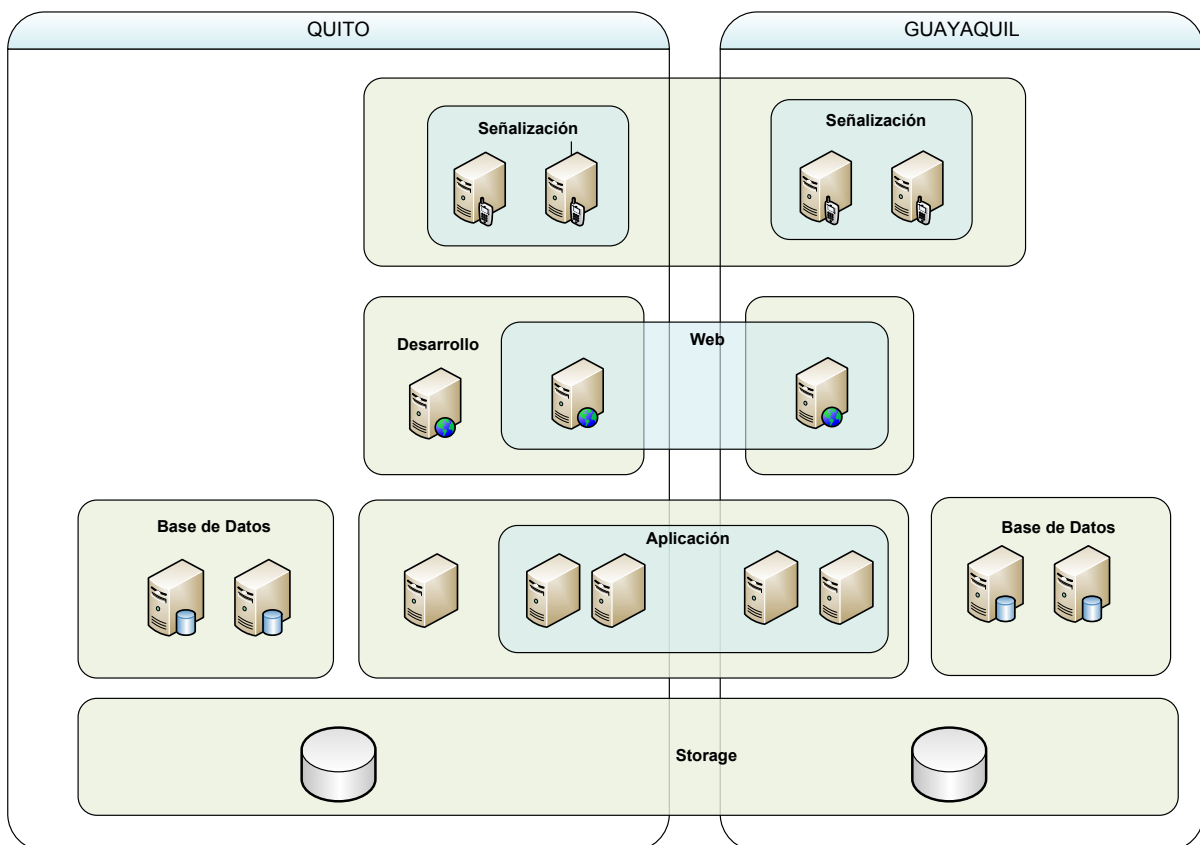 QUITO
GUAYAQUIL
Señalización
Señalización
Desarrollo
Web
Base de Datos
Aplicación
Base de Datos
Storage